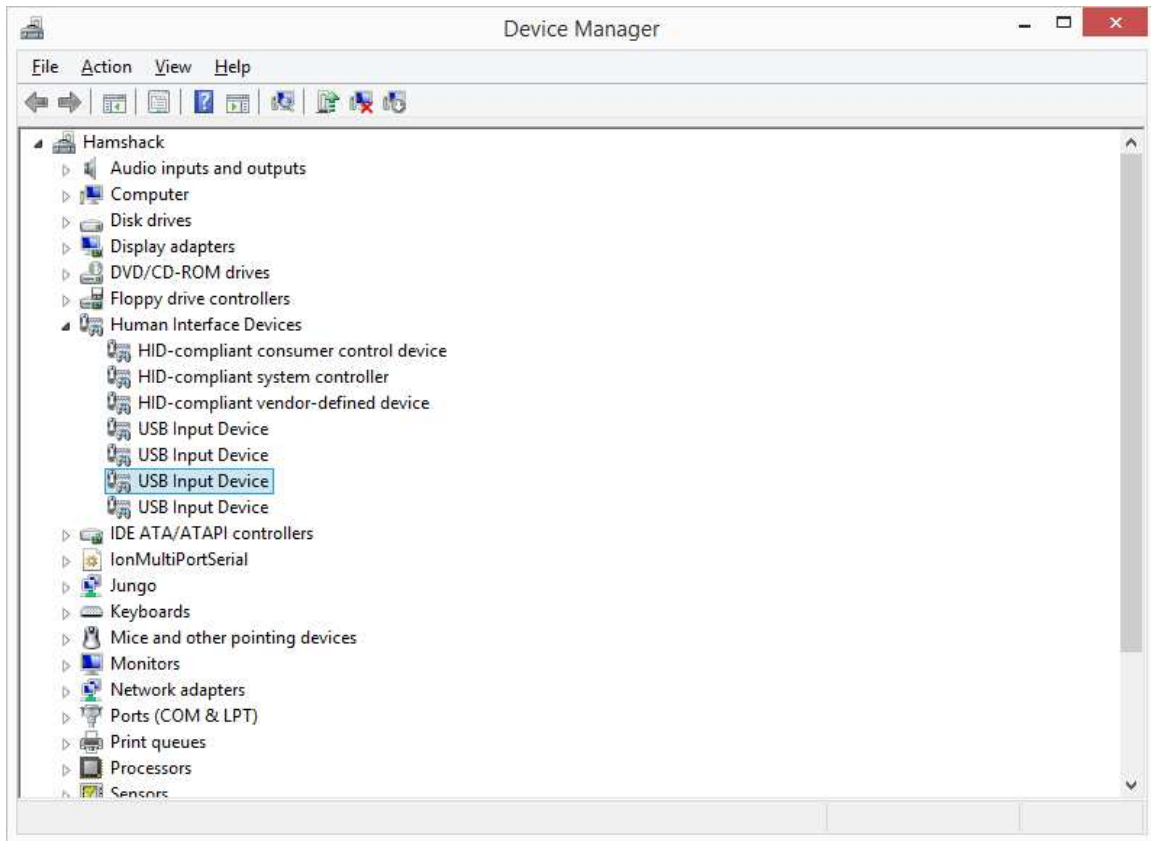 Device Manager
File Action View Help
Hamshack
Audio inputs and outputs
Computer
Disk drives
Display adapters
DVD/CD-ROM drives
Floppy drive controllers
Human Interface Devices
HID-compliant consumer control device
HID-compliant system controller
HID-compliant vendor-defined device
USB Input Device
USB Input Device
USB Input Device
USB Input Device
IDE ATA/ATAPI controllers
IonMultiPortSerial
Jungo
Keyboards
Mice and other pointing devices
Monitors
Network adapters
Ports (COM & LPT)
Print queues
Processors
Sensors